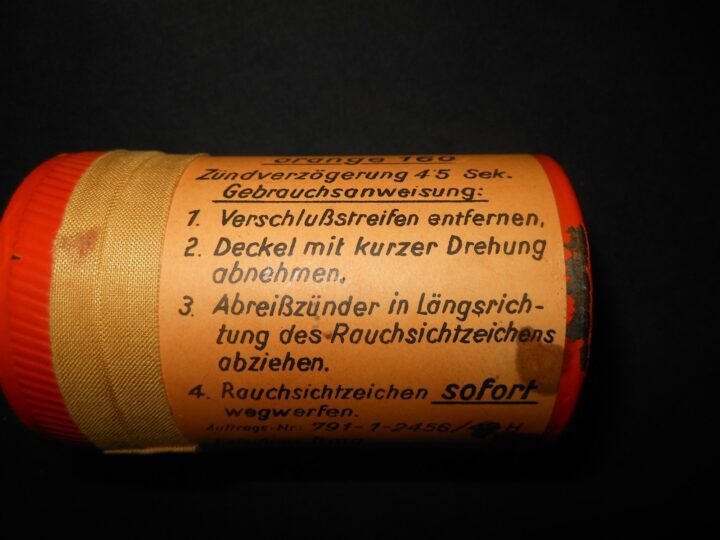 orange 160
Zündverzögerung 4'5 Sek.
Gebrauchsanweisung:
1. Verschlußstreifen entfernen,
2. Deckel mit kurzer Drehung
abnehmen.
3. Abreißzünder in Längsrich-
tung des Rauchsichtzeichens
abziehen.
4. Rauchsichtzeichen sofort
wegwerfen.
Auftrags-Nr: 791-1-2456/ H